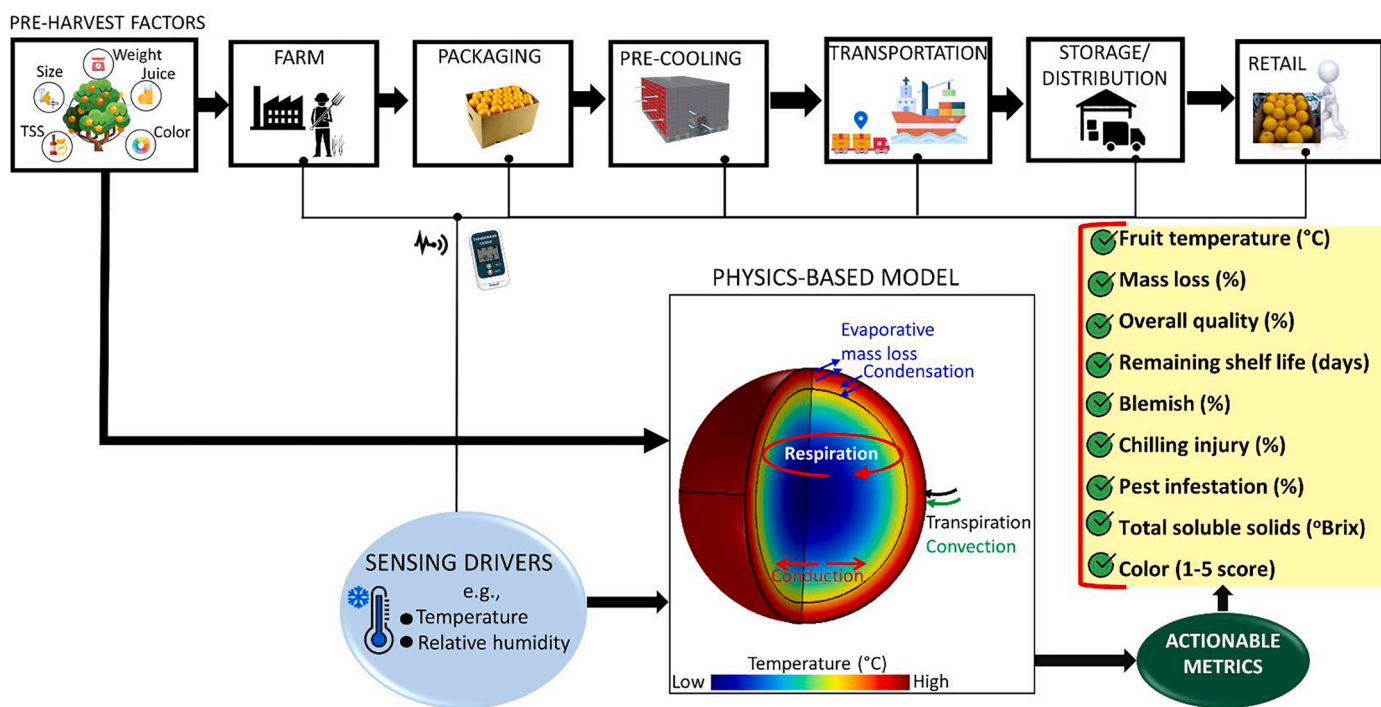 PRE-HARVEST FACTORS
Weight
Size
Juice
TSS
Color
FARM
PACKAGING
PRE-COOLING
TRANSPORTATION
STORAGE/
DISTRIBUTION
RETAIL
PHYSICS-BASED MODEL
Evaporative
mass loss
Condensation
Respiration
Transpiration
Convection
Conduction
Temperature (°C)
Low
High
SENSING DRIVERS
e.g.,
● Temperature
● Relative humidity
Fruit temperature (°C)
Mass loss (%)
Overall quality (%)
Remaining shelf life (days)
Blemish (%)
Chilling injury (%)
Pest infestation (%)
Total soluble solids (°Brix)
Color (1-5 score)
ACTIONABLE
METRICS